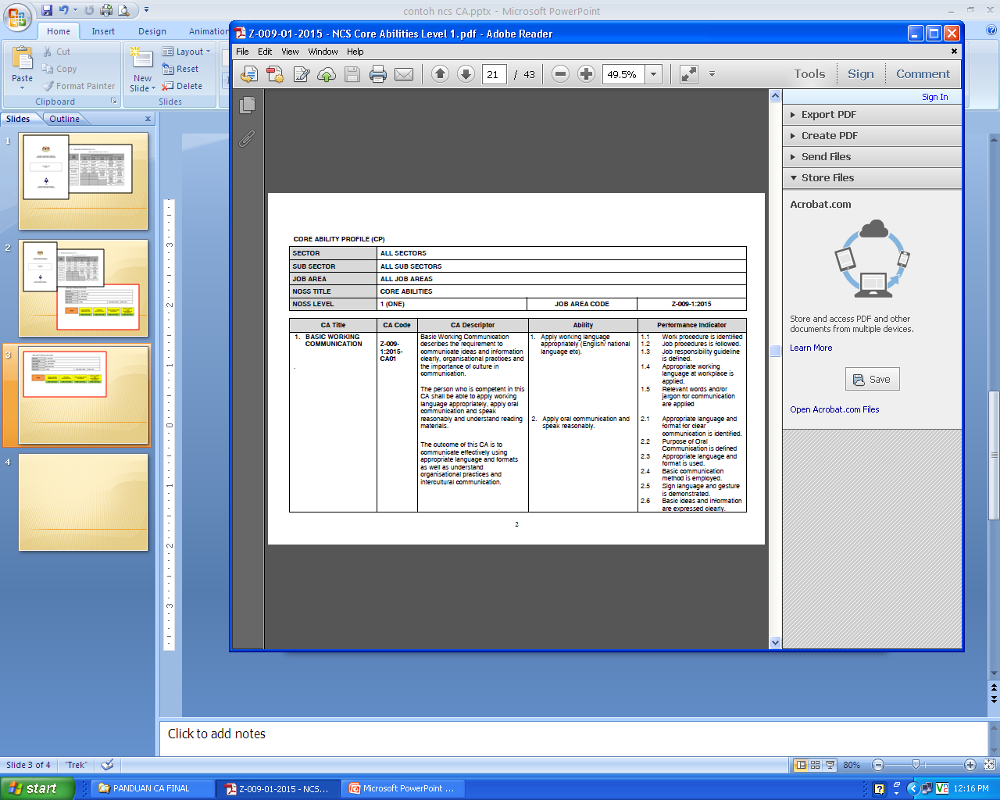 contoh ncs CA.pptx - Microsoft PowerPoint
Home Insert Design Animation
Cut
Copy
Format Painter
Paste
Clipboard
New
Slide
Layout
Reset
Delete
Slides
Slides Outline x
1
2
3
4
Z-009-01-2015 - NCS Core Abilities Level 1.pdf - Adobe Reader
File Edit View Window Help
21 / 43 49.5% Tools Sign Comment
Sign In
Export PDF
Create PDF
Send Files
Store Files
Acrobat.com
Store and access PDF and other
documents from multiple devices.
Learn More
Save
Open Acrobat.com Files
CORE ABILITY PROFILE (CP)
SECTOR ALL SECTORS
SUB SECTOR ALL SUB SECTORS
JOB AREA ALL JOB AREAS
NOSS TITLE CORE ABILITIES
NOSS LEVEL 1 (ONE) JOB AREA CODE Z-009-1:2015
CA Title CA Code CA Descriptor Ability Performance Indicator
1. BASIC WORKING
COMMUNICATION
.
Z-009-
1:2015-
CA01
Basic Working Communication
describes the requirement to
communicate ideas and information
clearly, organisational practices and
the importance of culture in
communication.
The person who is competent in this
CA shall be able to apply working
language appropriately, apply oral
communication and speak
reasonably and understand reading
materials.
The outcome of this CA is to
communicate effectively using
appropriate language and formats
as well as understand
organisational practices and
intercultural communication.
1. Apply working language
appropriately (English/ national
language etc).
2. Apply oral communication and
speak reasonably.
1.1 Work procedure is identified
1.2 Job procedures is followed.
1.3 Job responsibility guideline
is defined.
1.4 Appropriate working
language at workplace is
applied.
1.5 Relevant words and/or
jargon for communication
are applied
2.1 Appropriate language and
format for clear
communication is identified.
2.2 Purpose of Oral
Communication is defined
2.3 Appropriate language and
format is used.
2.4 Basic communication
method is employed.
2.5 Sign language and gesture
is demonstrated.
2.6 Basic ideas and information
are expressed clearly.
2
3
2
1
0
1
2
3
Click to add notes
Slide 3 of 4 "Trek" 80%
start PANDUAN CA FINAL Z-009-01-2015 - NCS... Microsoft PowerPoint ... 12:16 PM